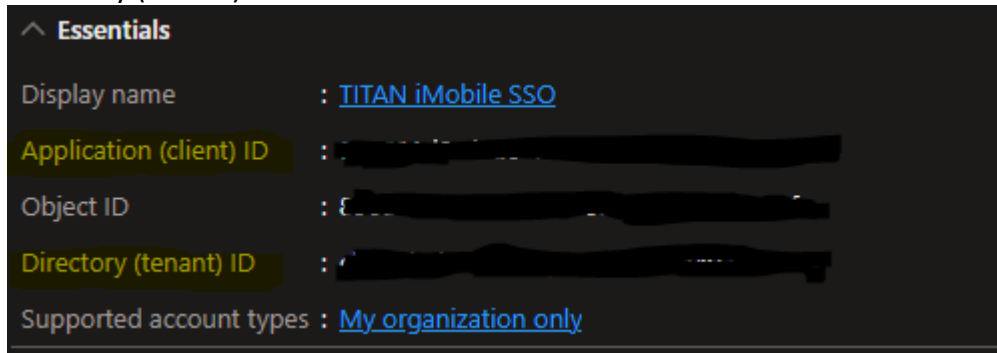 Essentials
Display name : TITAN iMobile SSO
Application (client) ID :
Object ID :
Directory (tenant) ID :
Supported account types : My organization only